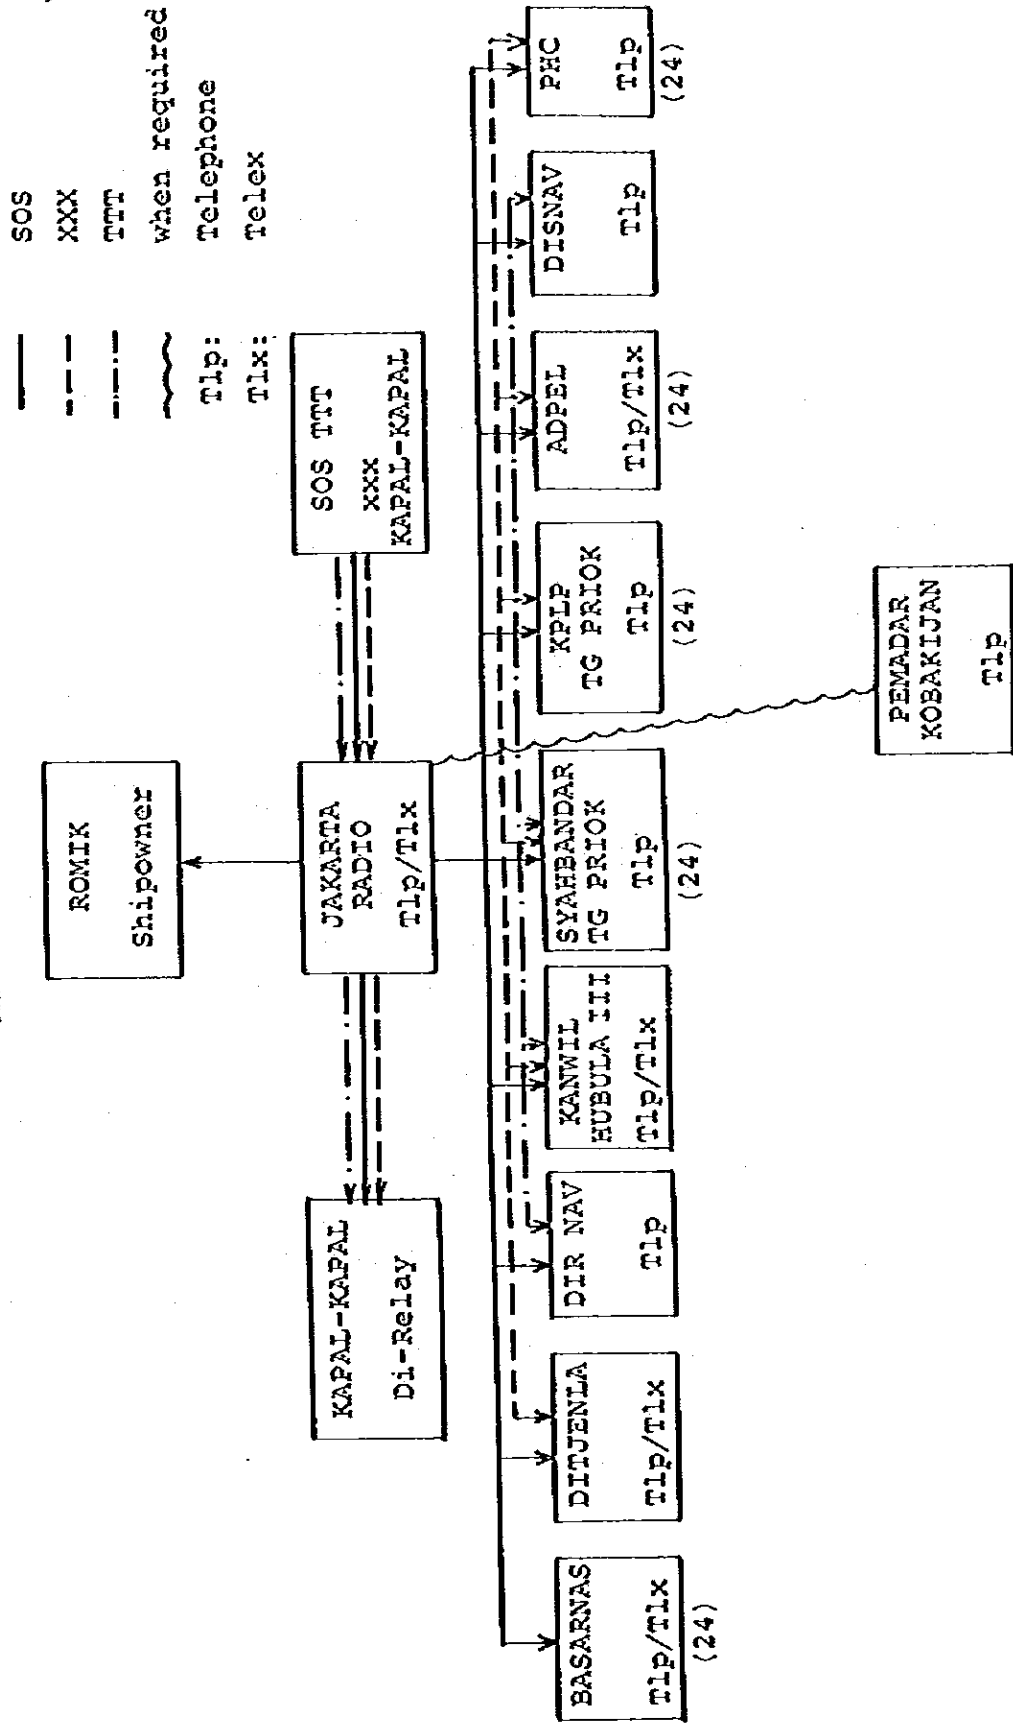 SOS
XXX
TTT
when required
Tlp: Telephone
Tlx: Telex
ROMIK
Shipowner
KAPAL-KAPAL
Di-Relay
JAKARTA
RADIO
Tlp/Tlx
SOS TTT
XXX
KAPAL-KAPAL
BASARNAS
Tlp/Tlx
(24)
DITJENLA
Tlp/Tlx
DIR NAV
Tlp
KANWIL
HUBULA III
Tlp/Tlx
SYAHBANDAR
TG PRIOK
Tlp
(24)
KPLP
TG PRIOK
Tlp
(24)
ADPEL
Tlp/Tlx
(24)
DISNAV
Tlp
PHC
Tlp
(24)
PEMADAR
KOBAKIJAN
Tlp